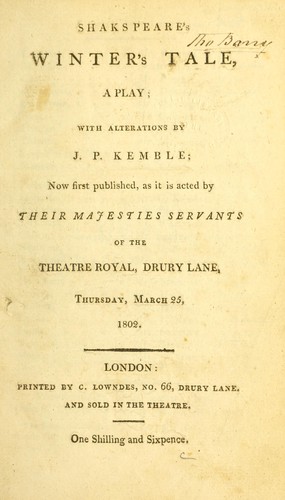 SHAKSPEARE's
WINTER's TALE,
A PLAY;
WITH ALTERATIONS BY
J. P. KEMBLE;
Now first published, as it is acted by
THEIR MAJESTIES SERVANTS
OF THE
THEATRE ROYAL, DRURY LANE,
THURSDAY, MARCH 25,
1802.
LONDON:
PRINTED BY C. LOWNDES, NO. 66, DRURY LANE.
AND SOLD IN THE THEATRE.
One Shilling and Sixpence.